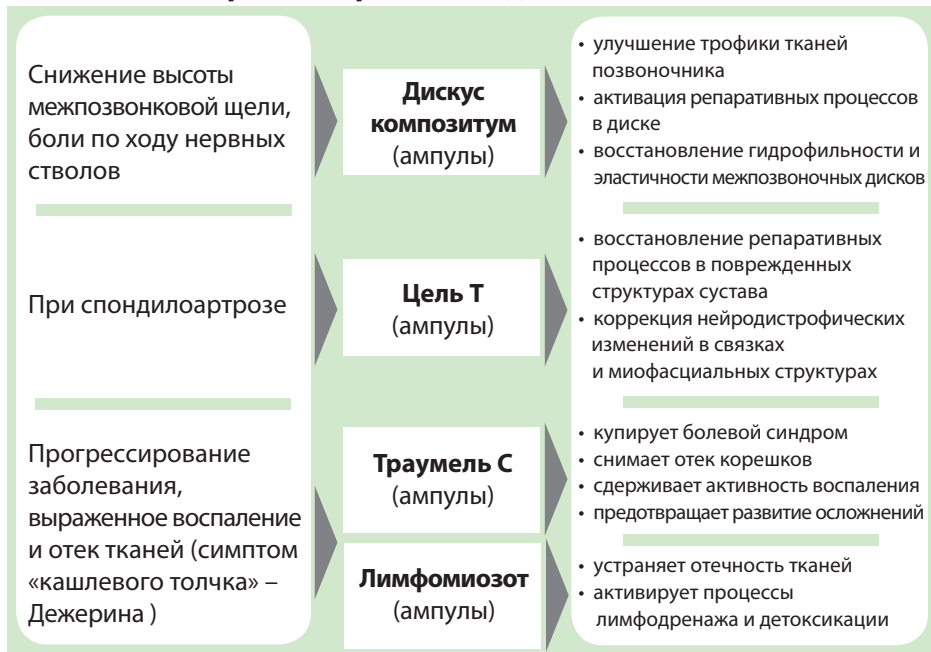 Снижение высоты
межпозвонковой щели,
боли по ходу нервных
стволов
Дискус
композитум
(ампулы)
• улучшение трофики тканей
позвоночника
• активация репаративных процессов
в диске
• восстановление гидрофильности и
эластичности межпозвоночных дисков
При спондилоартрозе
Цель Т
(ампулы)
• восстановление репаративных
процессов в поврежденных
структурах сустава
• коррекция нейродистрофических
изменений в связках
и миофасциальных структурах
Прогрессирование
заболевания,
выраженное воспаление
и отек тканей (симптом
«кашлевого толчка» –
Дежерина )
Траумель С
(ампулы)
• купирует болевой синдром
• снимает отек корешков
• сдерживает активность воспаления
• предотвращает развитие осложнений
Лимфомиозот
(ампулы)
• устраняет отечность тканей
• активирует процессы
лимфодренажа и детоксикации